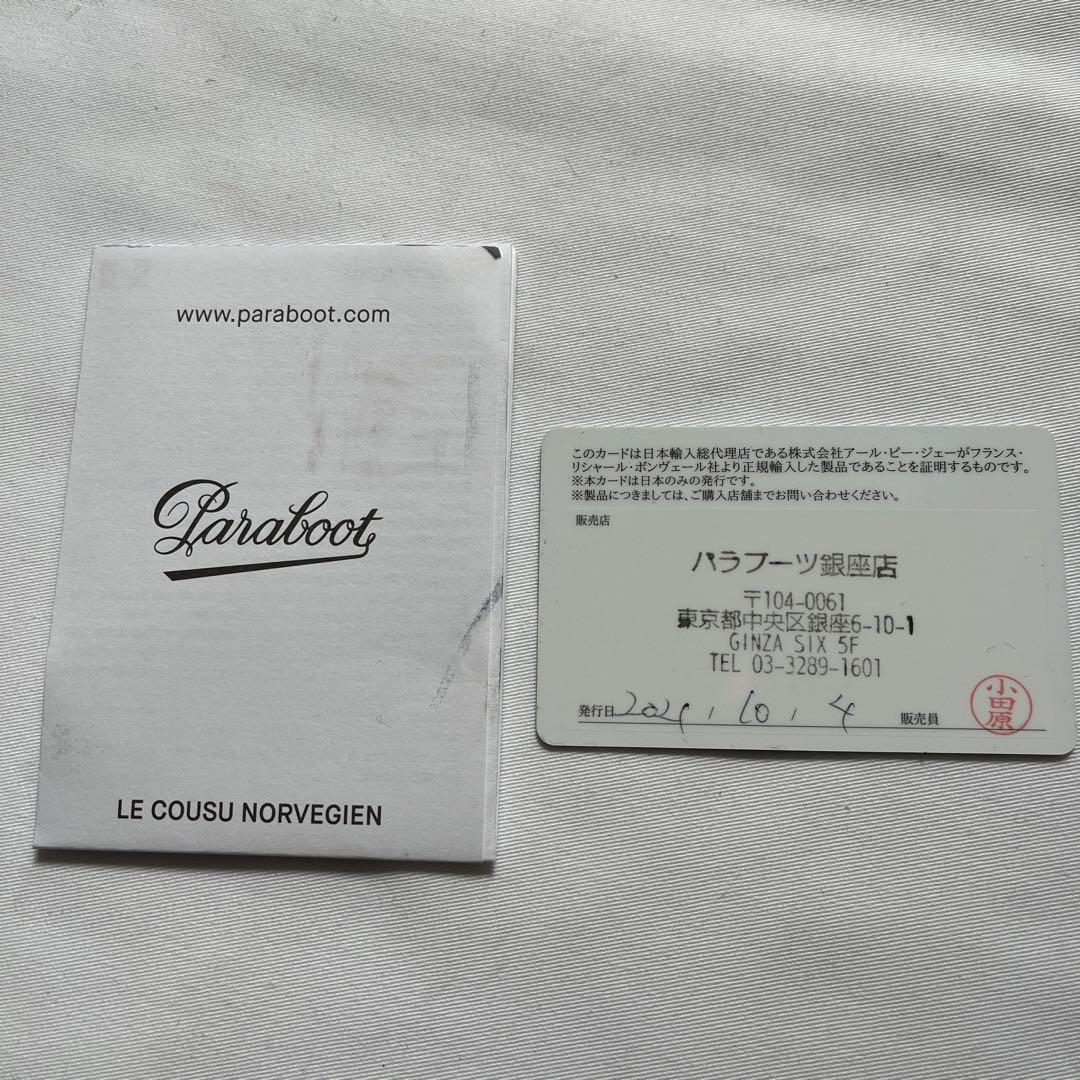 www.paraboot.com
Paraboot
LE COUSU NORVEGIEN
このカードは日本輸入総代理店である株式会社アール・ピー・ジェーがフランス・
リシャール・ポンヴェール社より正規輸入した製品であることを証明するものです。
※本カードは日本のみの発行です。
※製品につきましては、ご購入店舗までお問い合わせください。
販売店
パラブーツ銀座店
〒104-0061
東京都中央区銀座6-10-1
GINZA SIX 5F
TEL 03-3289-1601
発行日 2021, 10, 4 販売員 小田原